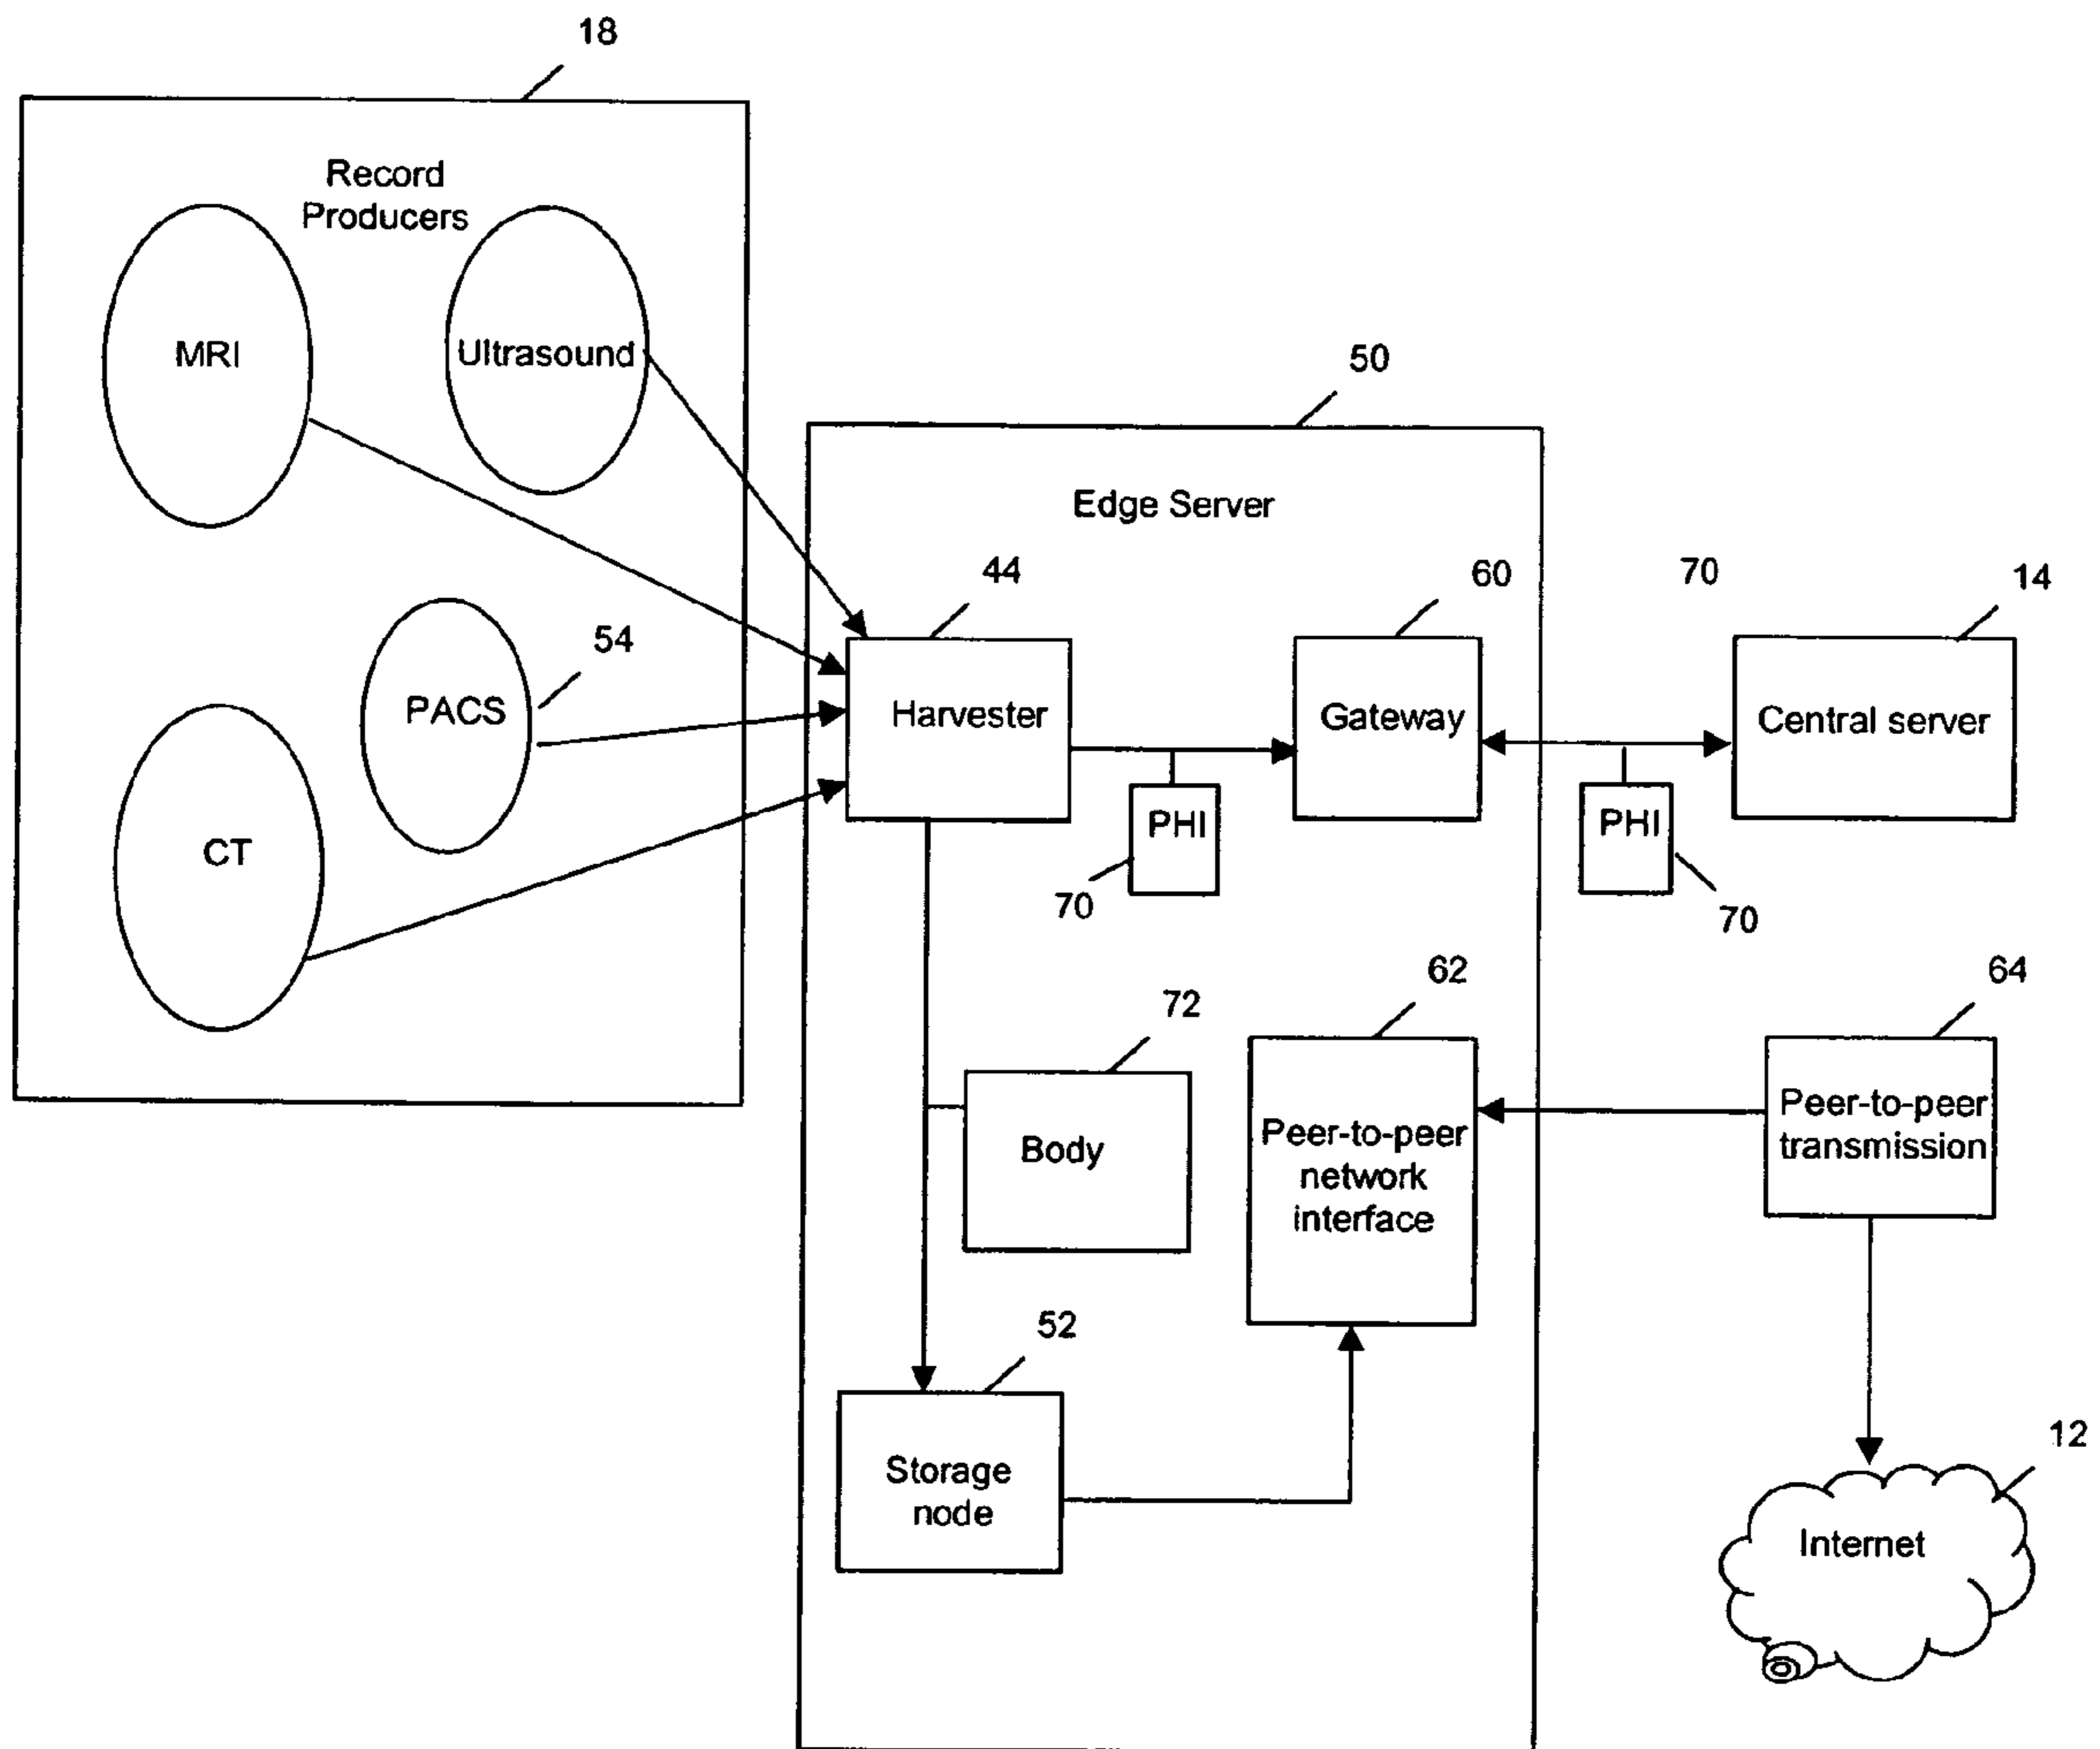 18
Record
Producers
MRI
Ultrasound
50
Edge Server
44
60
70
14
54
PACS
Harvester
Gateway
Central server
CT
PHI
PHI
70
70
62
64
72
Peer-to-peer
transmission
Peer-to-peer
network
interface
Body
52
12
Storage
node
Internet